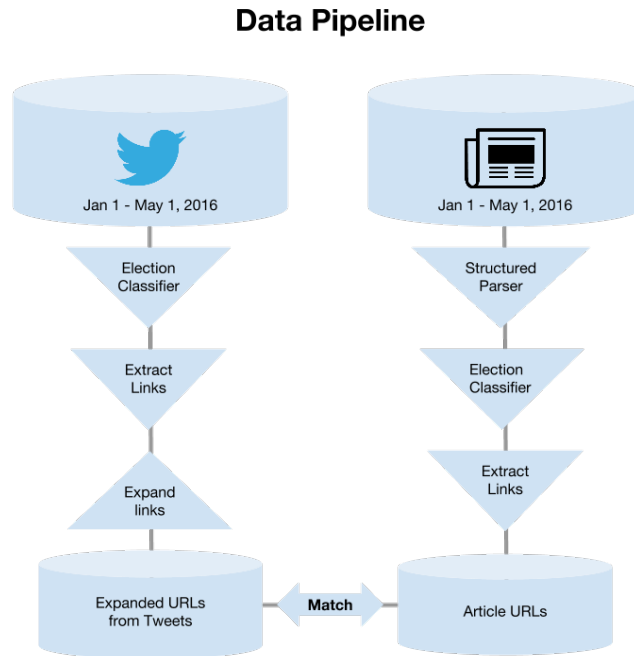 Data Pipeline
Jan 1 - May 1, 2016
Election
Classifier
Extract
Links
Expand
links
Expanded URLs
from Tweets
Match
Jan 1 - May 1, 2016
Structured
Parser
Election
Classifier
Extract
Links
Article URLs